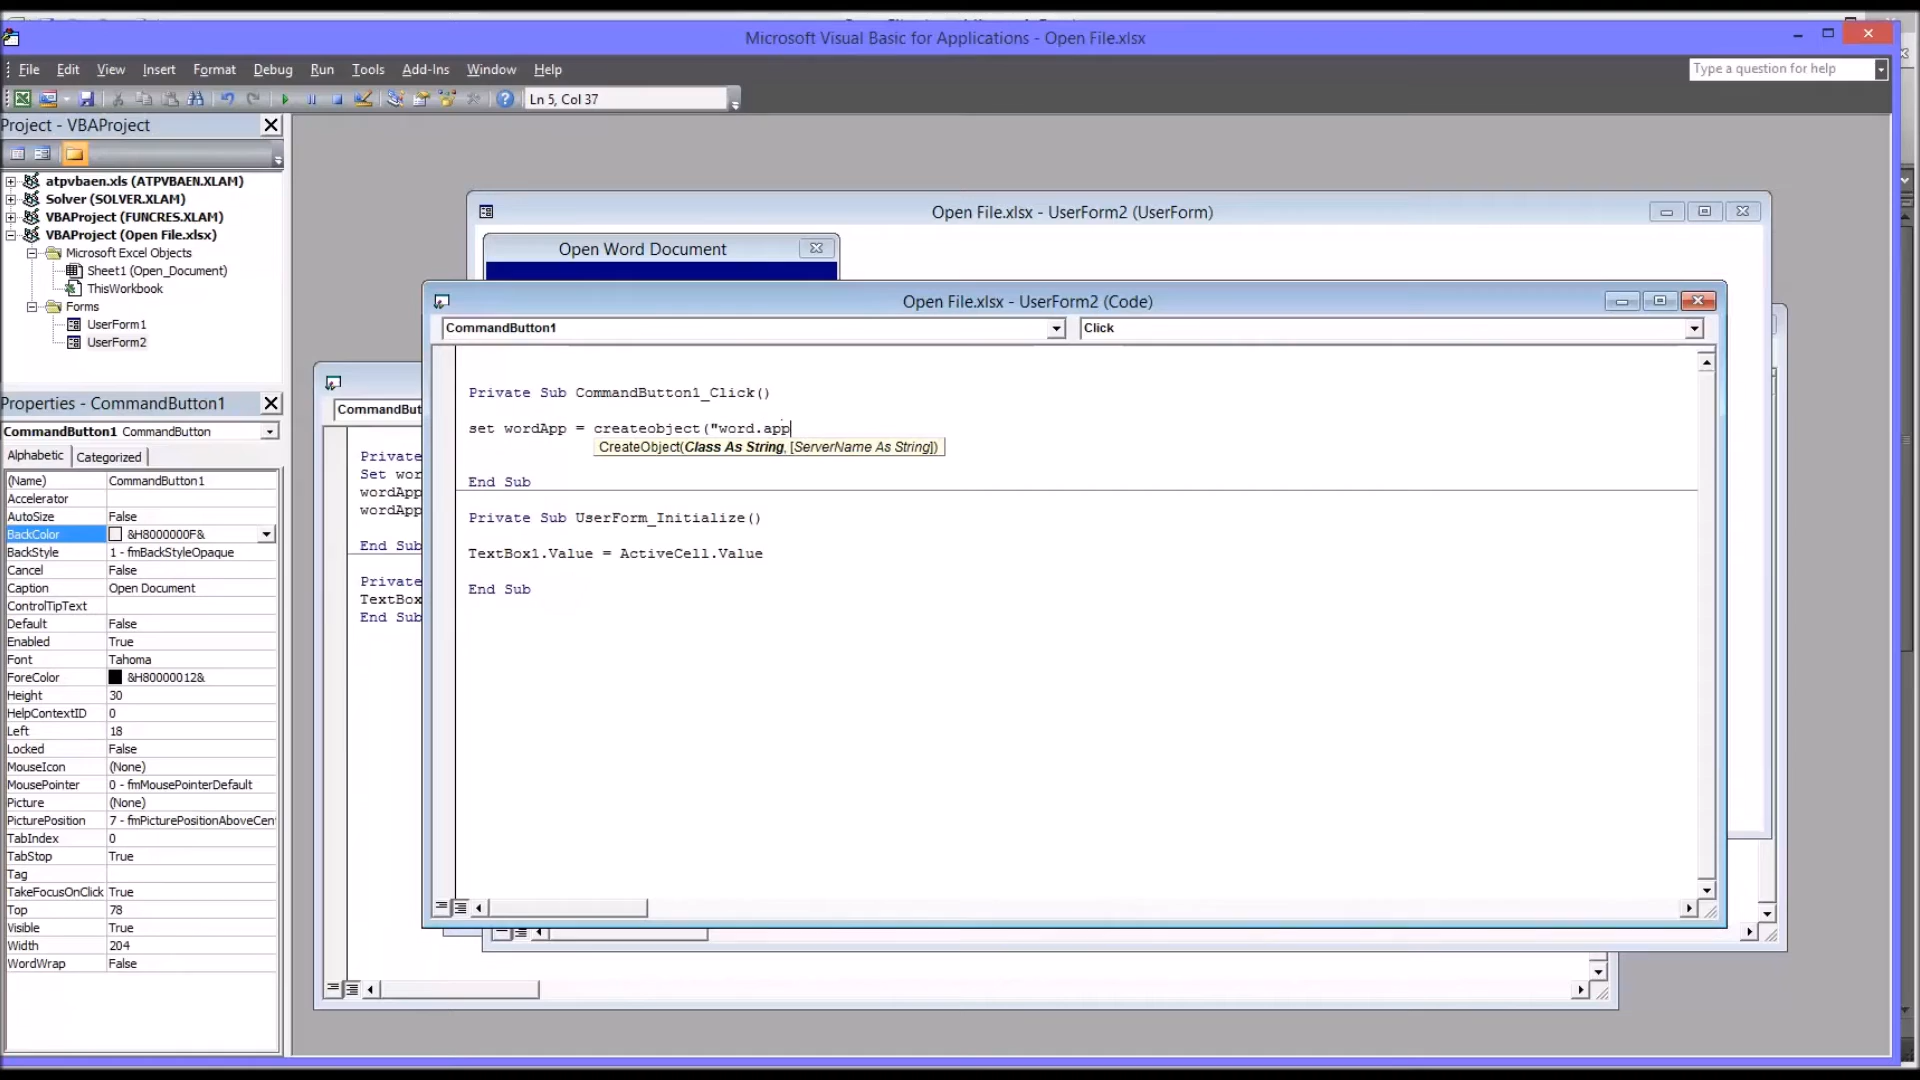 Microsoft Visual Basic for Applications - Open File.xlsx
File Edit View Insert Format Debug Run Tools Add-Ins Window Help
Type a question for help
Ln 5, Col 37
Project - VBAProject
atpvbaen.xls (ATPVBAEN.XLAM)
Solver (SOLVER.XLAM)
VBAProject (FUNCRES.XLAM)
VBAProject (Open File.xlsx)
Microsoft Excel Objects
Sheet1 (Open_Document)
ThisWorkbook
Forms
UserForm1
UserForm2
Properties - CommandButton1
CommandButton1 CommandButton
Alphabetic Categorized
(Name) CommandButton1
Accelerator
AutoSize False
BackColor &H8000000F&
BackStyle 1 - fmBackStyleOpaque
Cancel False
Caption Open Document
ControlTipText
Default False
Enabled True
Font Tahoma
ForeColor &H80000012&
Height 30
HelpContextID 0
Left 18
Locked False
MouseIcon (None)
MousePointer 0 - fmMousePointerDefault
Picture (None)
PicturePosition 7 - fmPicturePositionAboveCen
TabIndex 0
TabStop True
Tag
TakeFocusOnClick True
Top 78
Visible True
Width 204
WordWrap False
Open File.xlsx - UserForm2 (UserForm)
Open Word Document
Open File.xlsx - UserForm2 (Code)
CommandButton1 Click
Private Sub CommandButton1_Click()
set wordApp = createobject("word.app
CreateObject(Class As String, [ServerName As String])
End Sub
Private Sub UserForm_Initialize()
TextBox1.Value = ActiveCell.Value
End Sub
CommandBut
Private
Set wor
wordApp
wordApp
End Sub
Private
TextBox
End Sub